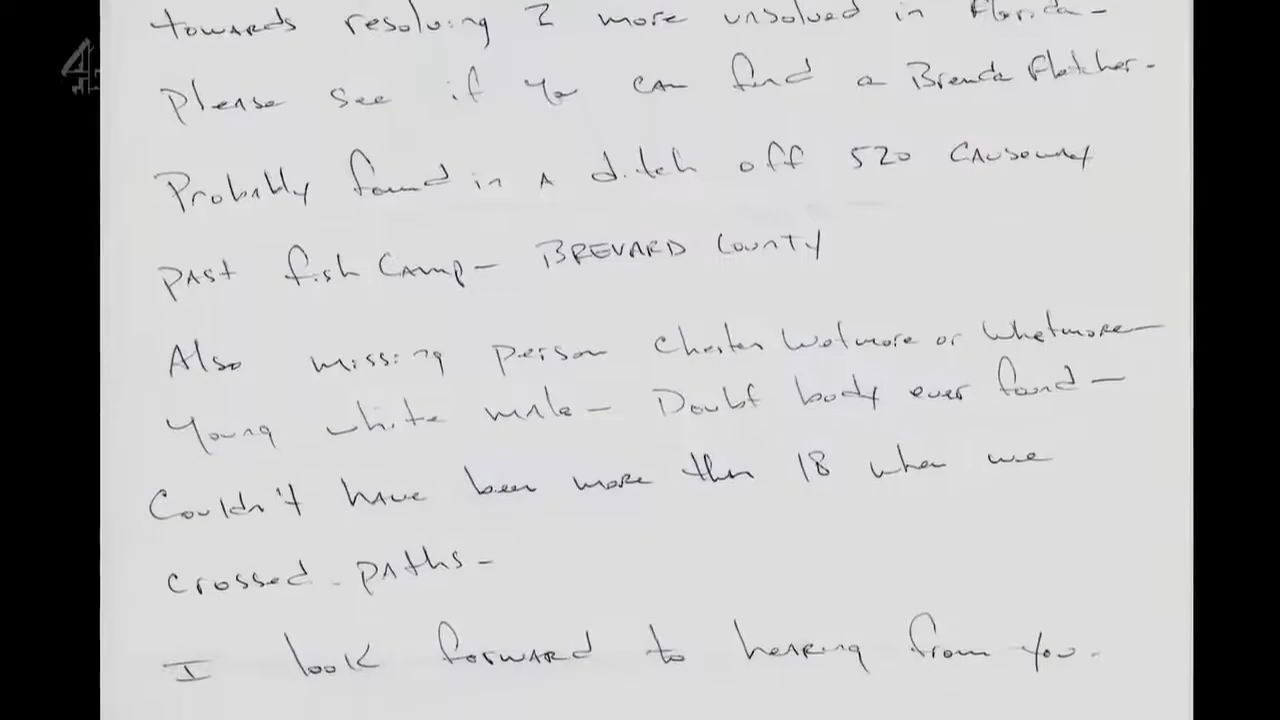 towards resolving 2 more unsolved in Florida-
4
Please see if you can find a Brenda Fletcher.
Probably found in a ditch off 520 Causeway
past fish camp- BREVARD COUNTY
Also missing person Chester Wetmore or Whetmore-
Young white male- Doubt body ever found-
Couldn't have been more than 18 when we
crossed paths-
I look forward to hearing from you.